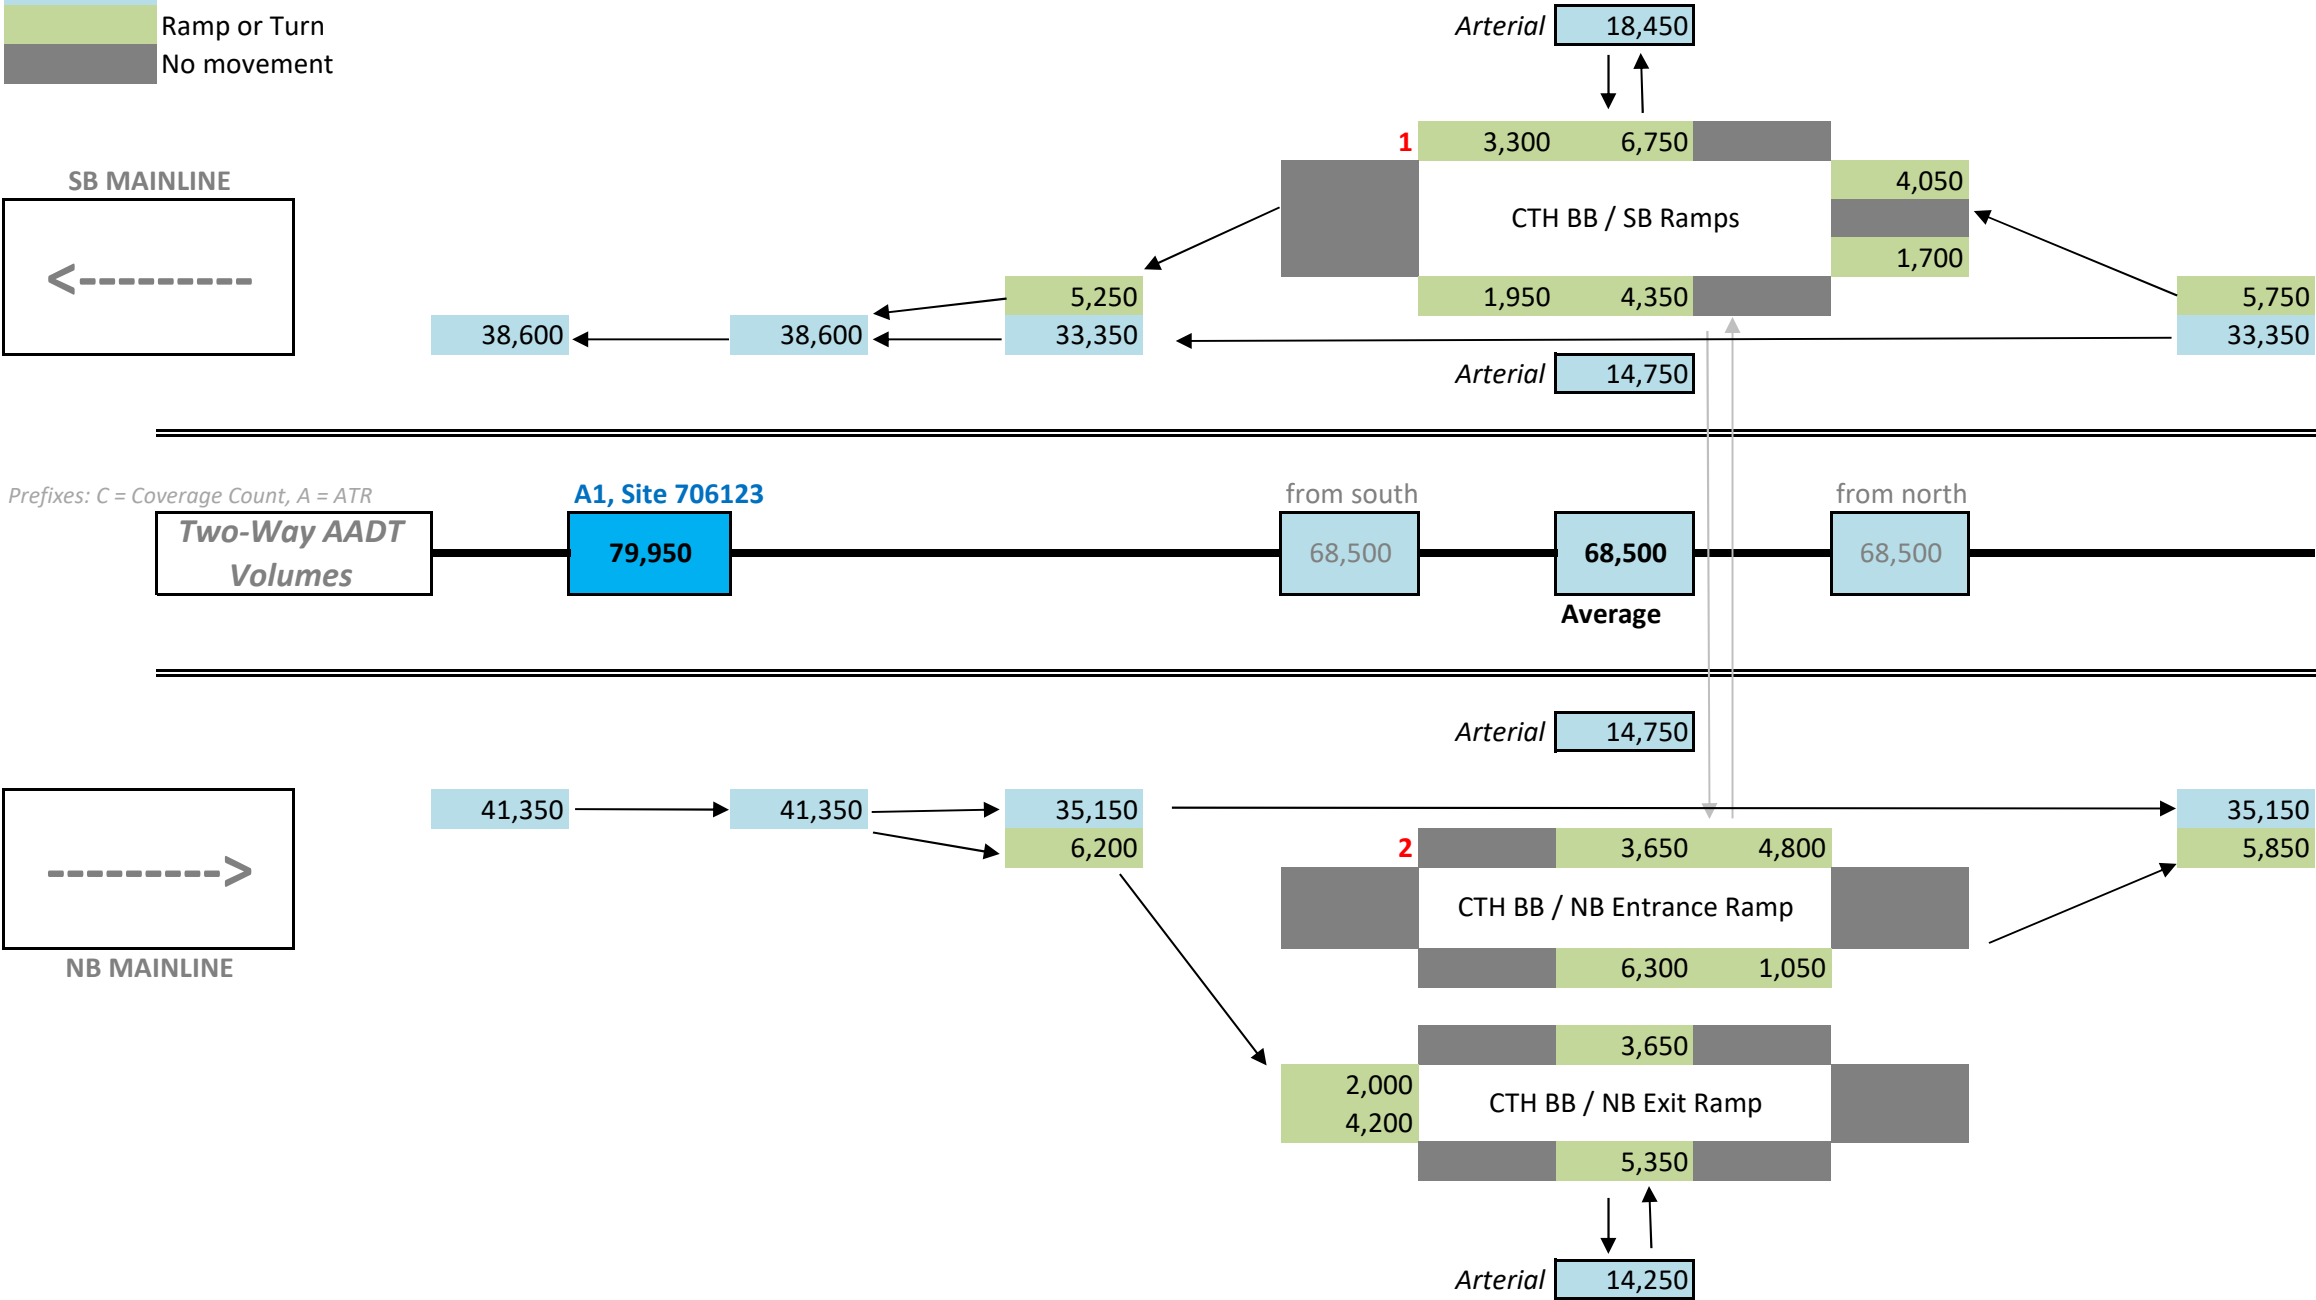 Ramp or Turn
No movement
Arterial 18,450
1 3,300 6,750
SB MAINLINE
4,050
CTH BB / SB Ramps
<---------
1,700
5,250 1,950 4,350 5,750
38,600 38,600 33,350 33,350
Arterial 14,750
Prefixes: C = Coverage Count, A = ATR
A1, Site 706123
from south
from north
Two-Way AADT
Volumes
79,950
68,500
68,500
68,500
Average
Arterial 14,750
41,350 41,350 35,150 35,150
6,200 2 3,650 4,800 5,850
--------->
CTH BB / NB Entrance Ramp
NB MAINLINE
6,300 1,050
3,650
2,000
CTH BB / NB Exit Ramp
4,200
5,350
Arterial 14,250